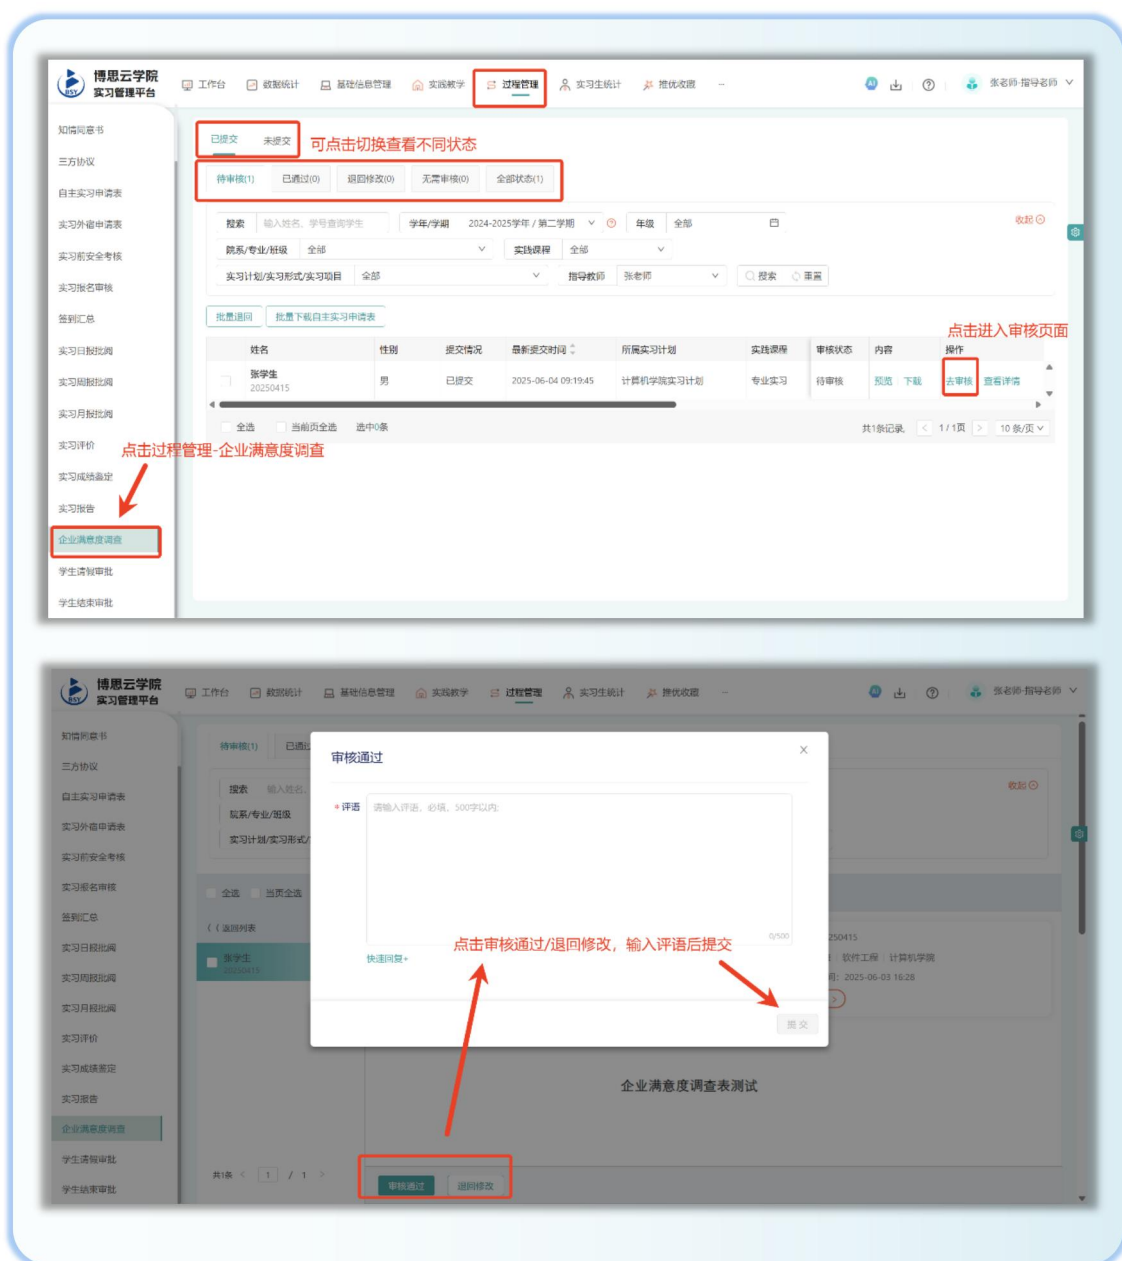 博思云学院
实习管理平台
BSY
工作台 数据统计 基础信息管理 实践教学 过程管理 实习生统计 推优收藏 ··· AI 张老师-指导老师
知情同意书
三方协议
自主实习申请表
实习外宿申请表
实习前安全考核
实习报名审核
签到汇总
实习日报批阅
实习周报批阅
实习月报批阅
实习评价
实习成绩鉴定
实习报告
企业满意度调查
学生请假审批
学生结束审批
已提交 未提交 可点击切换查看不同状态
待审核(1) 已通过(0) 退回修改(0) 无需审核(0) 全部状态(1)
搜索 输入姓名、学号查询学生 学年/学期 2024-2025学年 / 第二学期 年级 全部 收起
院系/专业/班级 全部 实践课程 全部
实习计划/实习形式/实习项目 全部 指导教师 张老师 搜索 重置
批量退回 批量下载自主实习申请表
点击进入审核页面
姓名 性别 提交情况 最新提交时间 所属实习计划 实践课程 审核状态 内容 操作
张学生 男 已提交 2025-06-04 09:19:45 计算机学院实习计划 专业实习 待审核 预览 下载 去审核 查看详情
20250415
全选 当前页全选 选中0条 共1条记录, < 1 / 1页 > 10 条/页
点击过程管理-企业满意度调查
博思云学院
实习管理平台
BSY
工作台 数据统计 基础信息管理 实践教学 过程管理 实习生统计 推优收藏 ··· AI 张老师-指导老师
知情同意书
三方协议
自主实习申请表
实习外宿申请表
实习前安全考核
实习报名审核
签到汇总
实习日报批阅
实习周报批阅
实习月报批阅
实习评价
实习成绩鉴定
实习报告
企业满意度调查
学生请假审批
学生结束审批
待审核(1) 已通过
搜索 输入姓名、 收起
院系/专业/班级
实习计划/实习形式/
全选 当页全选
返回列表
张学生
20250415
共1条 < 1 / 1 >
审核通过 ×
* 评语 请输入评语，必填，500字以内;
0/500
快速回复+
点击审核通过/退回修改，输入评语后提交
提 交
250415
软件工程 计算机学院
间：2025-06-03 16:28
企业满意度调查表测试
审核通过 退回修改